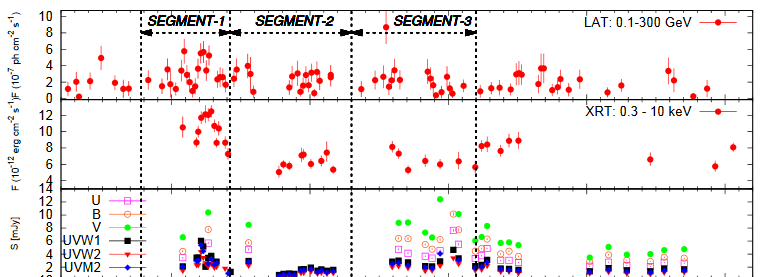 SEGMENT-1 SEGMENT-2 SEGMENT-3
LAT: 0.1-300 GeV
F (10⁻⁷ ph cm⁻² s⁻¹)
10
8
6
4
2
0
XRT: 0.3 - 10 keV
F (10⁻¹² erg cm⁻² s⁻¹)
14
12
10
8
6
4
S [mJy]
12
10
8
6
4
2
U
B
V
UVW1
UVW2
UVM2